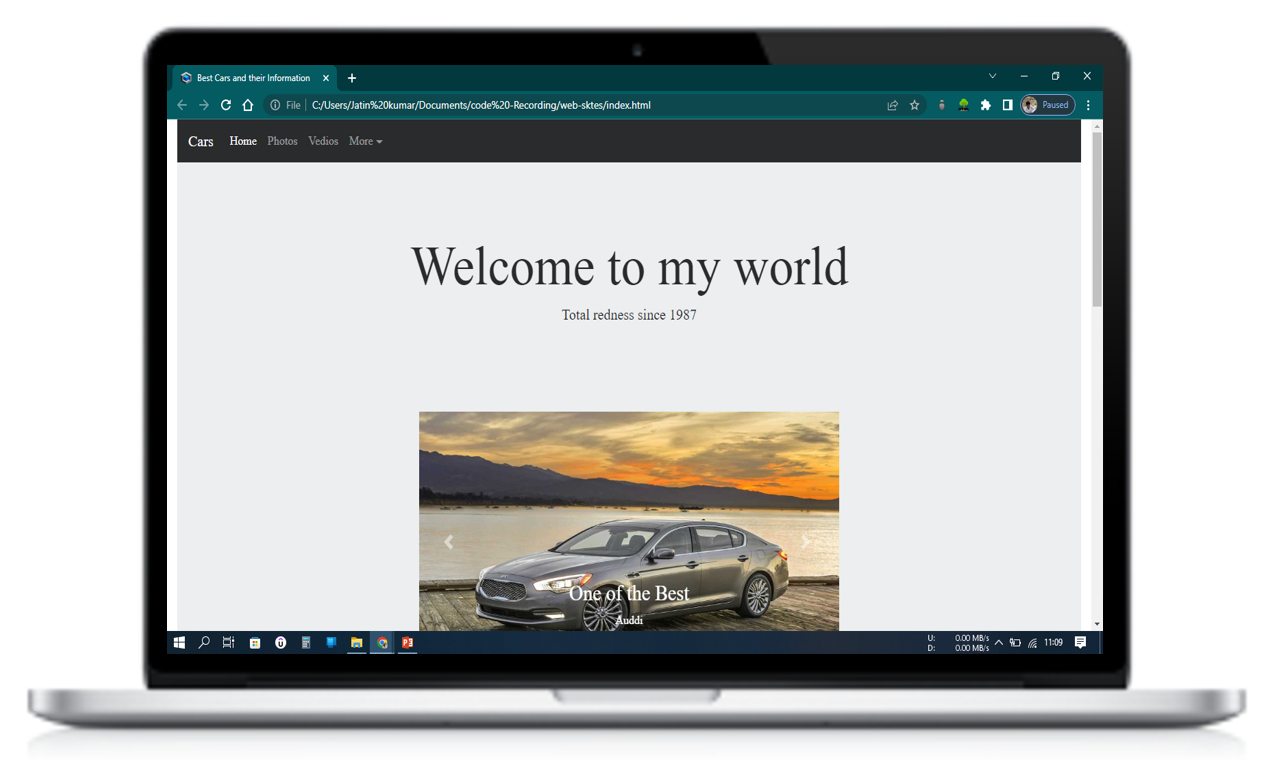 Best Cars and their Information
File C:/Users/Jatin%20kumar/Documents/code%20-Recording/web-sktes/index.html
Paused
Cars Home Photos Vedios More
Welcome to my world
Total redness since 1987
One of the Best
Auddi
U: 0.00 MB/s
D: 0.00 MB/s
11:09